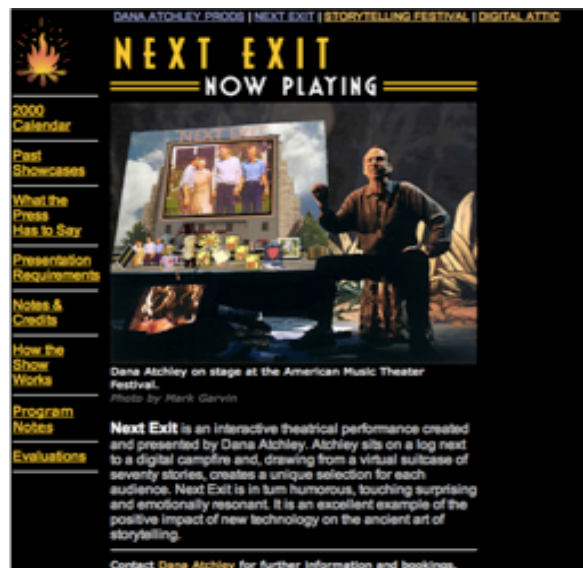 DANA ATCHLEY PRODS | NEXT EXIT | STORYTELLING FESTIVAL | DIGITAL ATTIC
NEXT EXIT
NOW PLAYING
2000
Calendar
Past
Showcases
What the
Press
Has to Say
Presentation
Requirements
Notes &
Credits
How the
Show
Works
Program
Notes
Evaluations
NEXT EXIT
Dana Atchley on stage at the American Music Theater
Festival.
Photo by Mark Garvin
Next Exit is an interactive theatrical performance created
and presented by Dana Atchley. Atchley sits on a log next
to a digital campfire and, drawing from a virtual suitcase of
seventy stories, creates a unique selection for each
audience. Next Exit is in turn humorous, touching surprising
and emotionally resonant. It is an excellent example of the
positive impact of new technology on the ancient art of
storytelling.
Contact Dana Atchley for further information and bookings.